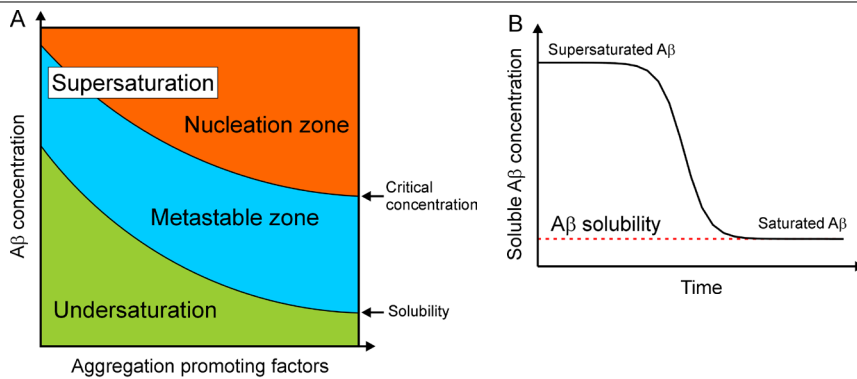 A
Aβ concentration
Supersaturation
Nucleation zone
Metastable zone
Undersaturation
Critical
concentration
Solubility
Aggregation promoting factors
B
Soluble Aβ concentration
Supersaturated Aβ
Aβ solubility
Saturated Aβ
Time